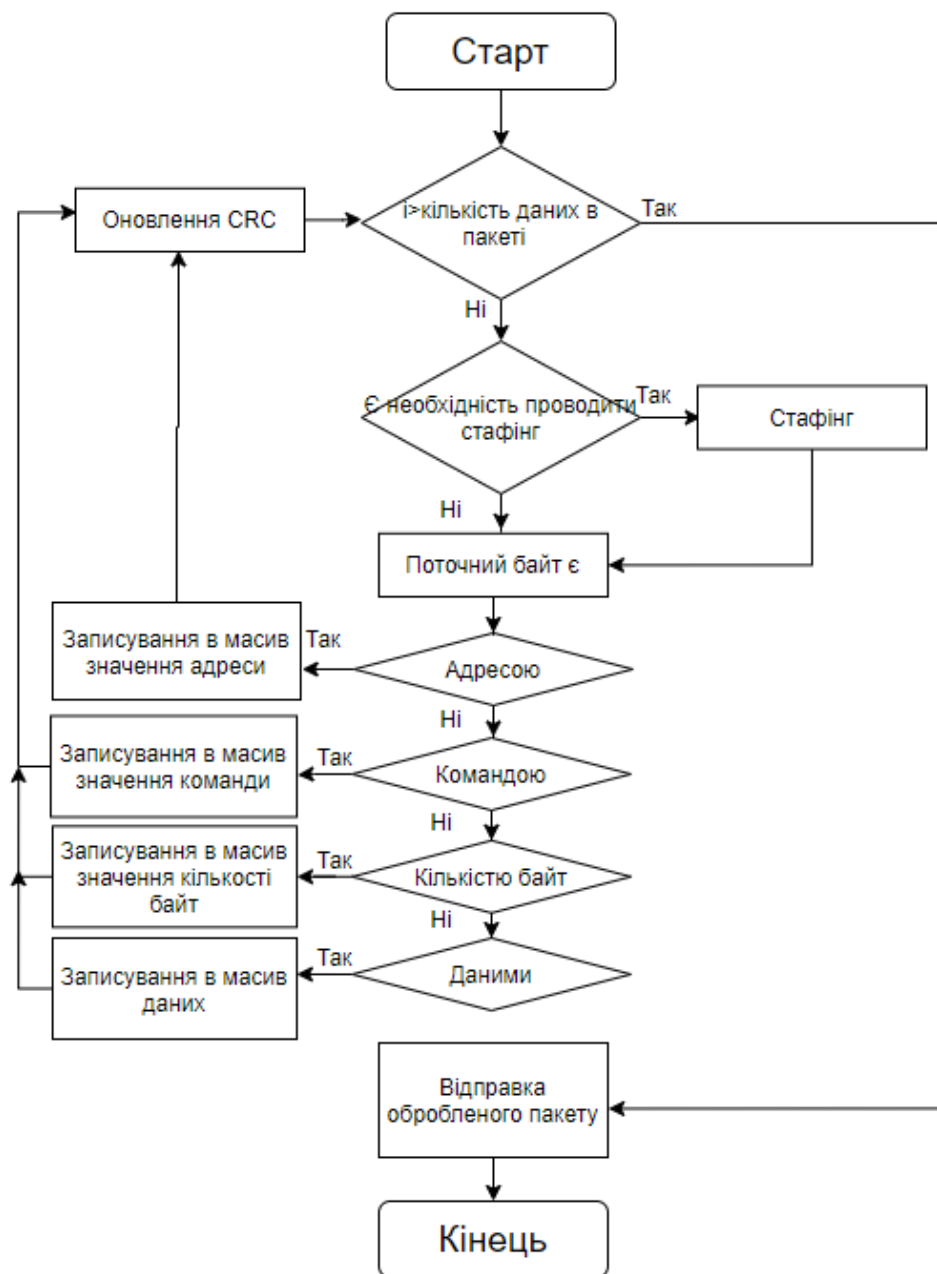 Старт
Оновлення CRC
i>кількість даних в
пакеті
Так
Ні
Є необхідність проводити
стафінг
Так
Стафінг
Ні
Поточний байт є
Записування в масив
значення адреси
Так
Адресою
Ні
Записування в масив
значення команди
Так
Командою
Ні
Записування в масив
значення кількості
байт
Так
Кількістю байт
Ні
Записування в масив
даних
Так
Даними
Відправка
обробленого пакету
Кінець